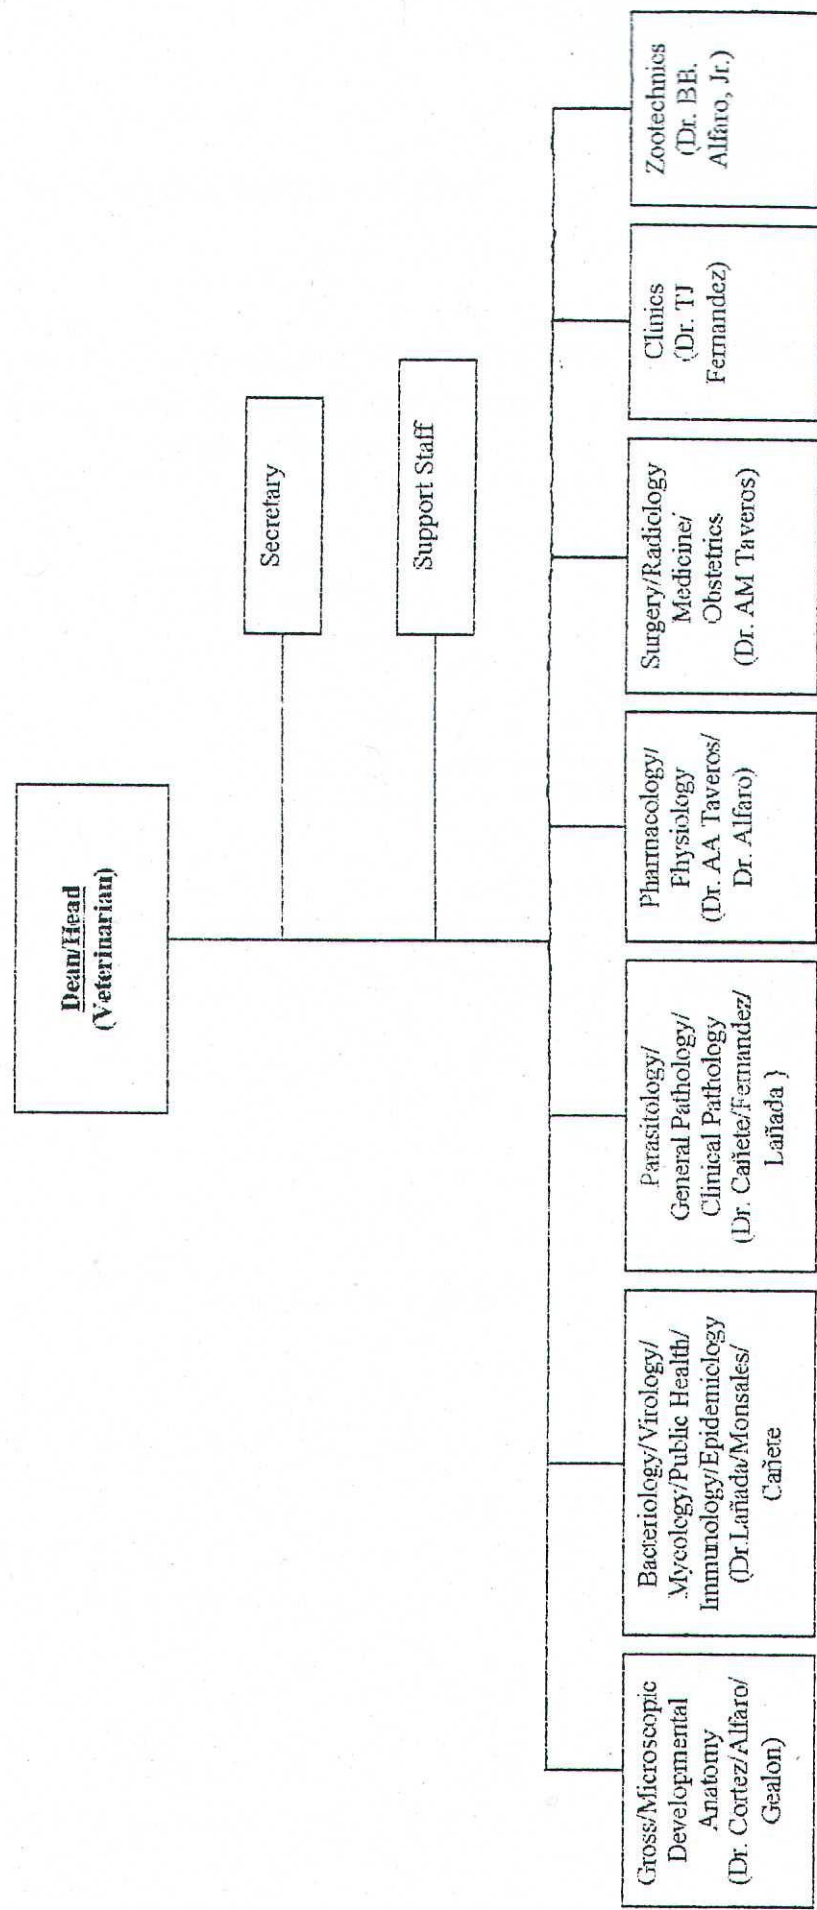 Dean/Head
(Veterinarian)
Secretary
Support Staff
Gross/Microscopic
Developmental
Anatomy
(Dr. Cortez/Alfaro/
Gealon)
Bacteriology/Virology/
Mycology/Public Health/
Immunology/Epidemiology
(Dr.Lañada/Monsales/
Cañete
Parasitology/
General Pathology/
Clinical Pathology
(Dr. Cañete/Fernandez/
Lañada }
Pharmacology/
Physiology
(Dr. AA Taveros/
Dr. Alfaro)
Surgery/Radiology
Medicine/
Obstetrics
(Dr. AM Taveros)
Clinics
(Dr. TJ
Fernandez)
Zootechnics
(Dr. BB.
Alfaro, Jr.)